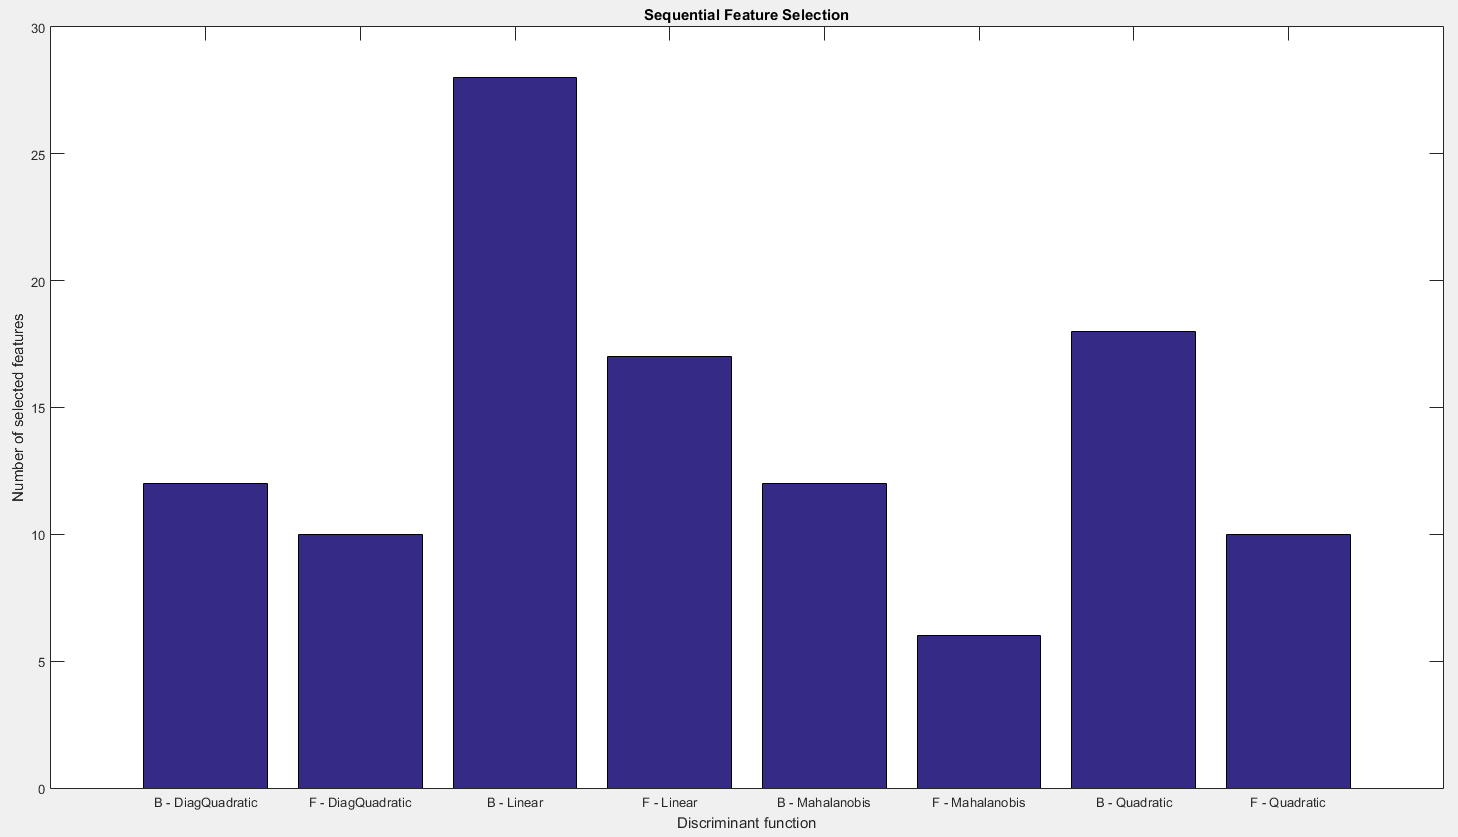 Sequential Feature Selection
30
25
20
15
10
5
0
Number of selected features
B - DiagQuadratic F - DiagQuadratic B - Linear F - Linear B - Mahalanobis F - Mahalanobis B - Quadratic F - Quadratic
Discriminant function